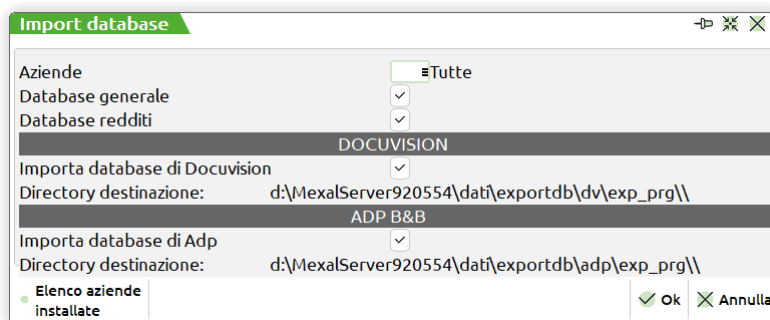 Import database
Aziende Tutte
Database generale
Database redditi
DOCUVISION
Importa database di Docuvision
Directory destinazione: d:\MexalServer920554\dati\exportdb\dv\exp_prg\\
ADP B&B
Importa database di Adp
Directory destinazione: d:\MexalServer920554\dati\exportdb\adp\exp_prg\\
Elenco aziende
installate
Ok Annulla